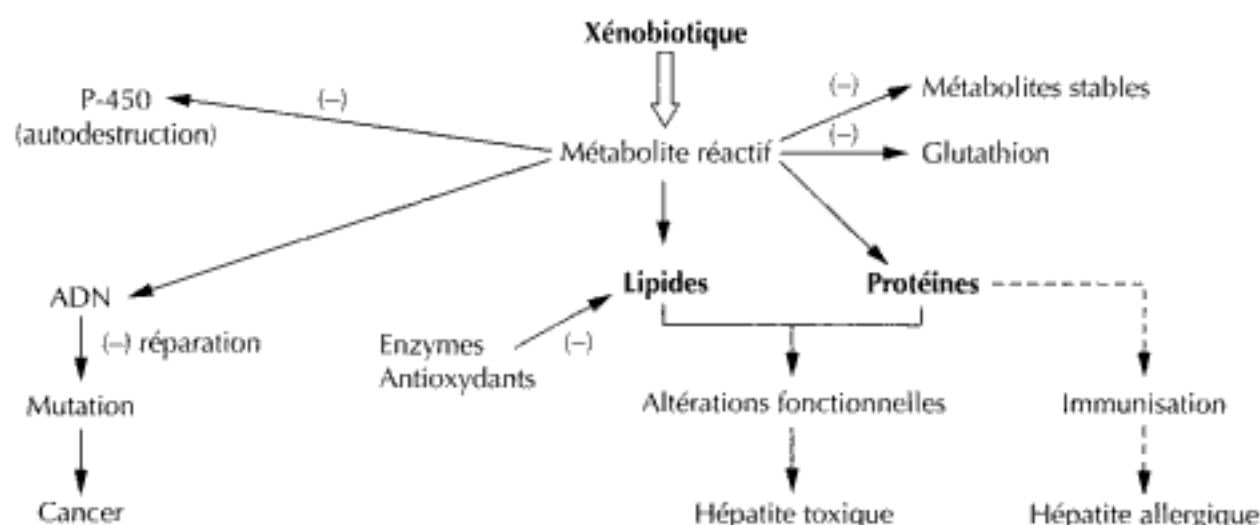 Xénobiotique
P-450
(autodestruction)
(–)
(–)
Métabolites stables
Métabolite réactif
(–)
Glutathion
ADN
Lipides
Protéines
(–) réparation
Enzymes
Antioxydants
(–)
Mutation
Altérations fonctionnelles
Immunisation
Cancer
Hépatite toxique
Hépatite allergique